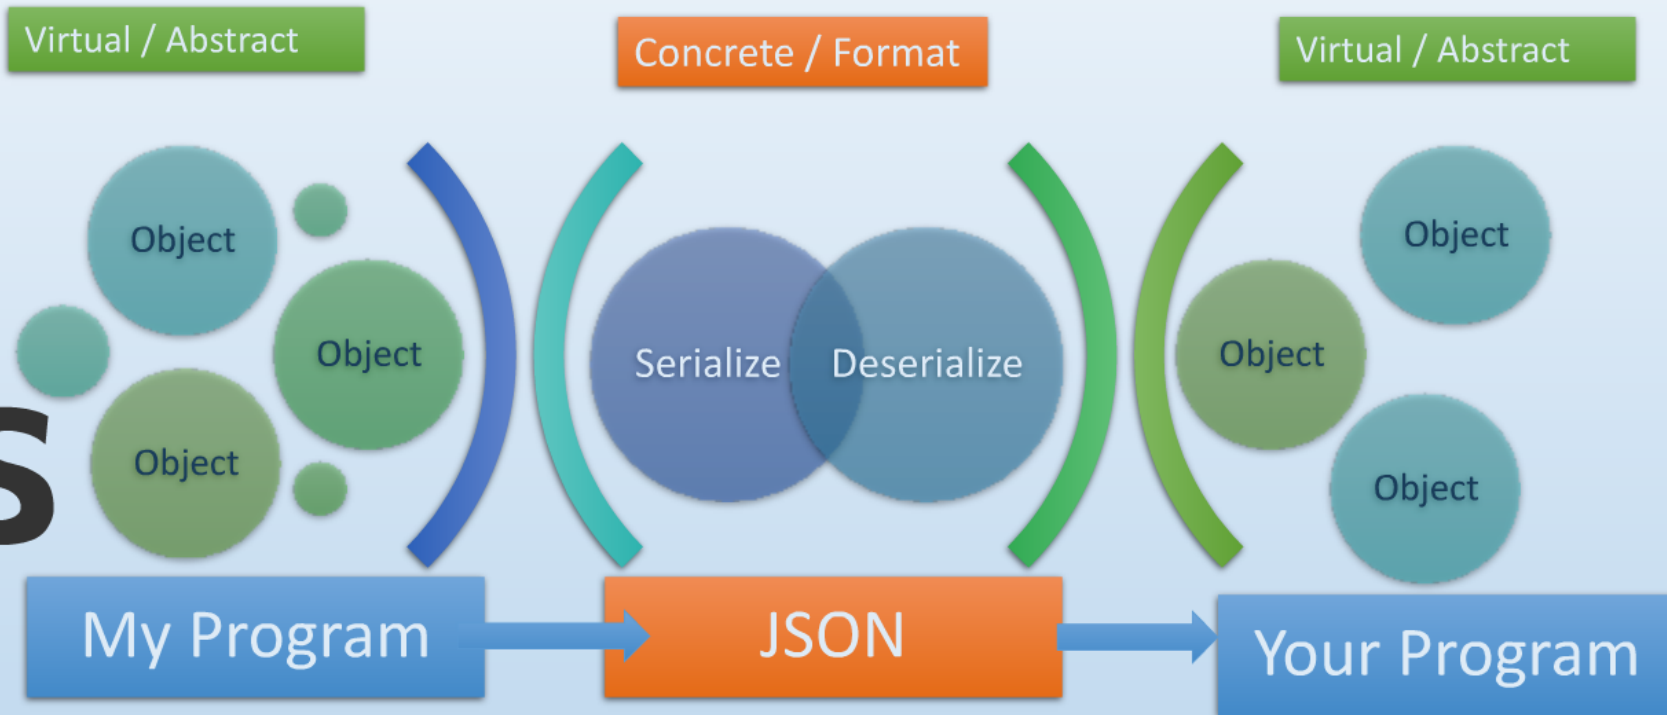 Virtual / Abstract
Concrete / Format
Virtual / Abstract
Object
Object
Object
Serialize
Deserialize
Object
Object
Object
S
My Program
JSON
Your Program